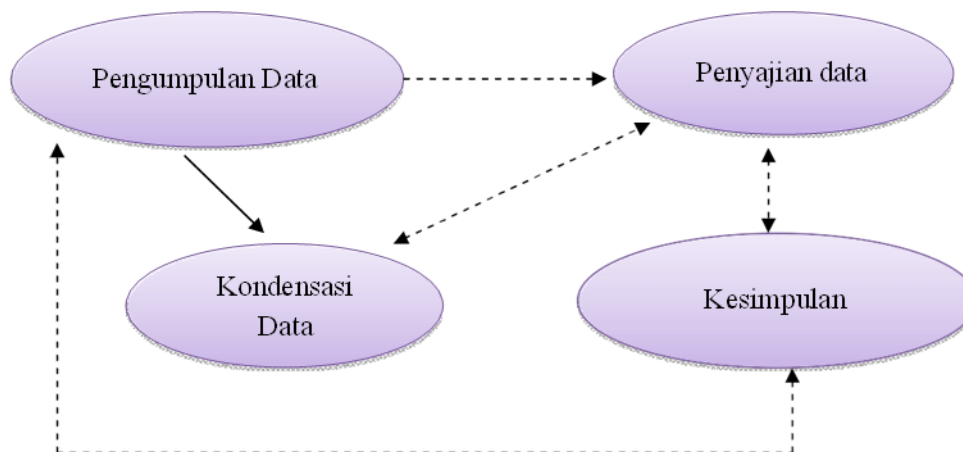 Pengumpulan Data
Penyajian data
Kondensasi
Data
Kesimpulan